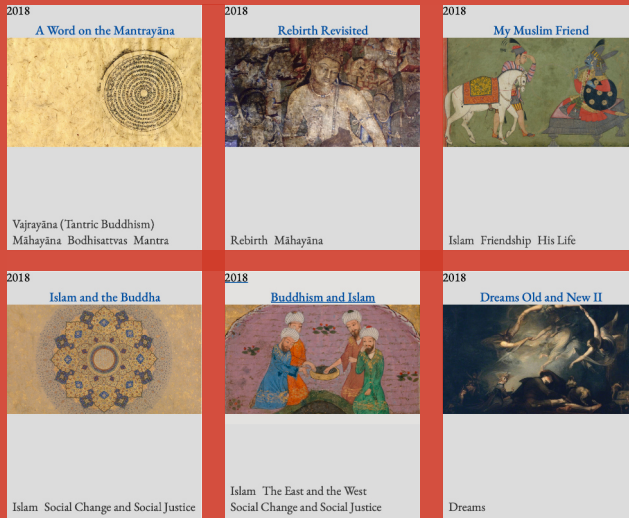 2018
A Word on the Mantrayāna
Vajrayāna (Tantric Buddhism)
Māhayāna Bodhisattvas Mantra
2018
Rebirth Revisited
Rebirth Māhayāna
2018
My Muslim Friend
Islam Friendship His Life
2018
Islam and the Buddha
Islam Social Change and Social Justice
2018
Buddhism and Islam
Islam The East and the West
Social Change and Social Justice
2018
Dreams Old and New II
Dreams